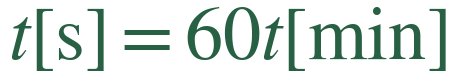 t[s] = 60t[min]